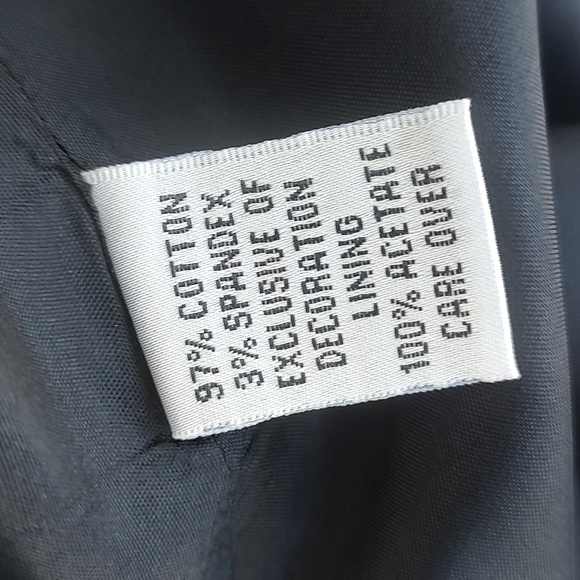 97% COTTON
3% SPANDEX
EXCLUSIVE OF
DECORATION
LINING
100% ACETATE
CARE OVER